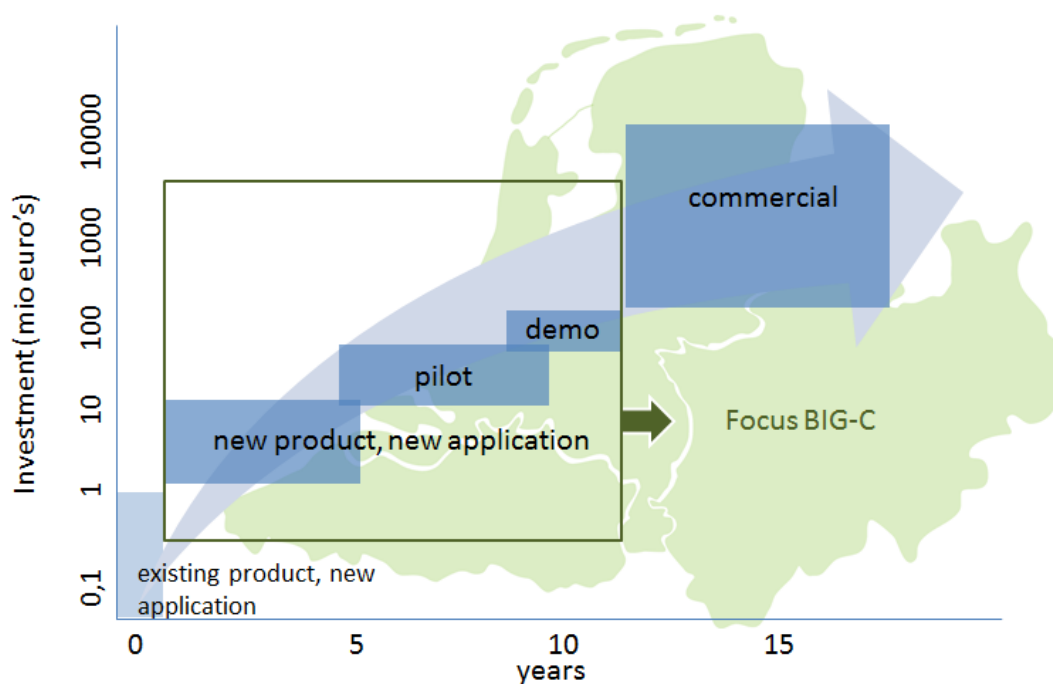 Investment (mio euro's)
10000
1000
100
10
1
0,1
commercial
demo
pilot
new product, new application
Focus BIG-C
existing product, new
application
0
5
10
15
years